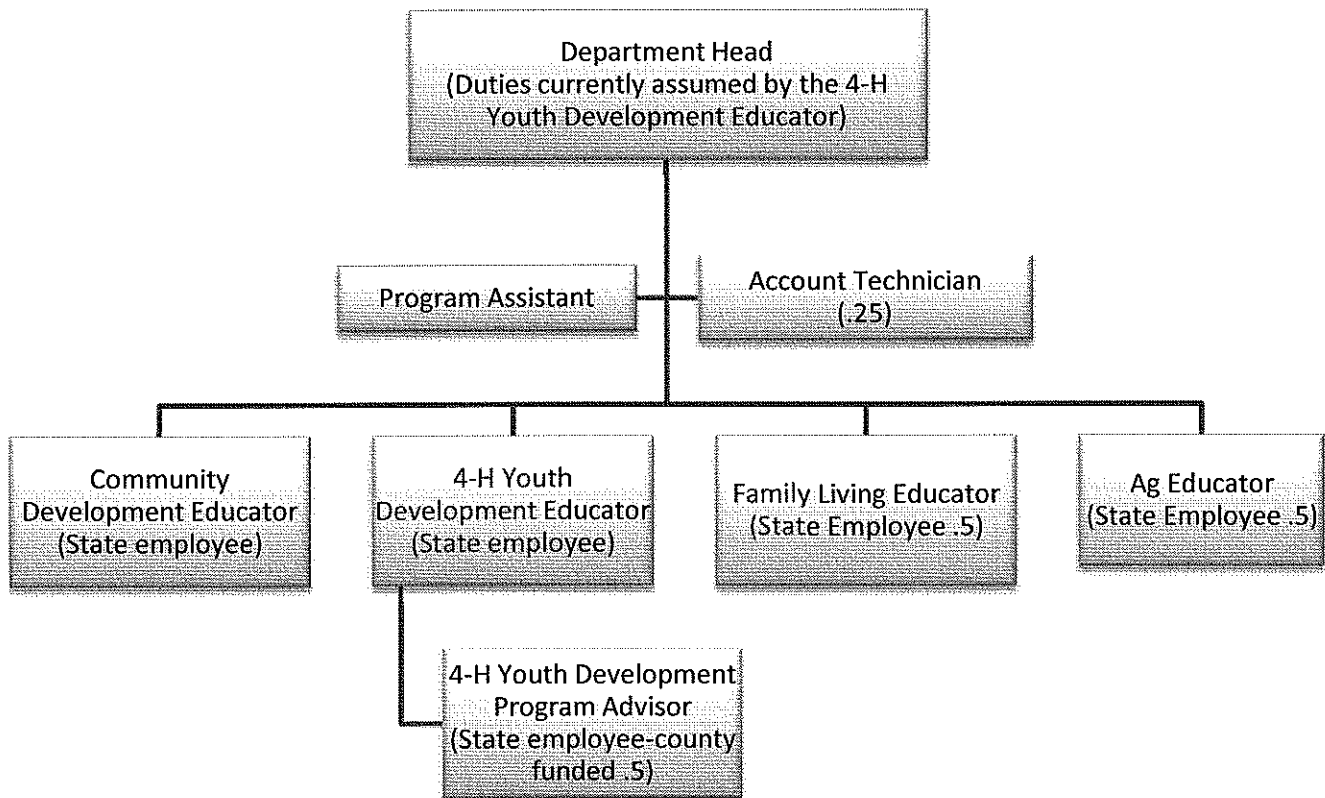 Department Head
(Duties currently assumed by the 4-H
Youth Development Educator)
Program Assistant
Account Technician
(.25)
Community
Development Educator
(State employee)
4-H Youth
Development Educator
(State employee)
Family Living Educator
(State Employee .5)
Ag Educator
(State Employee .5)
4-H Youth Development
Program Advisor
(State employee-county
funded .5)